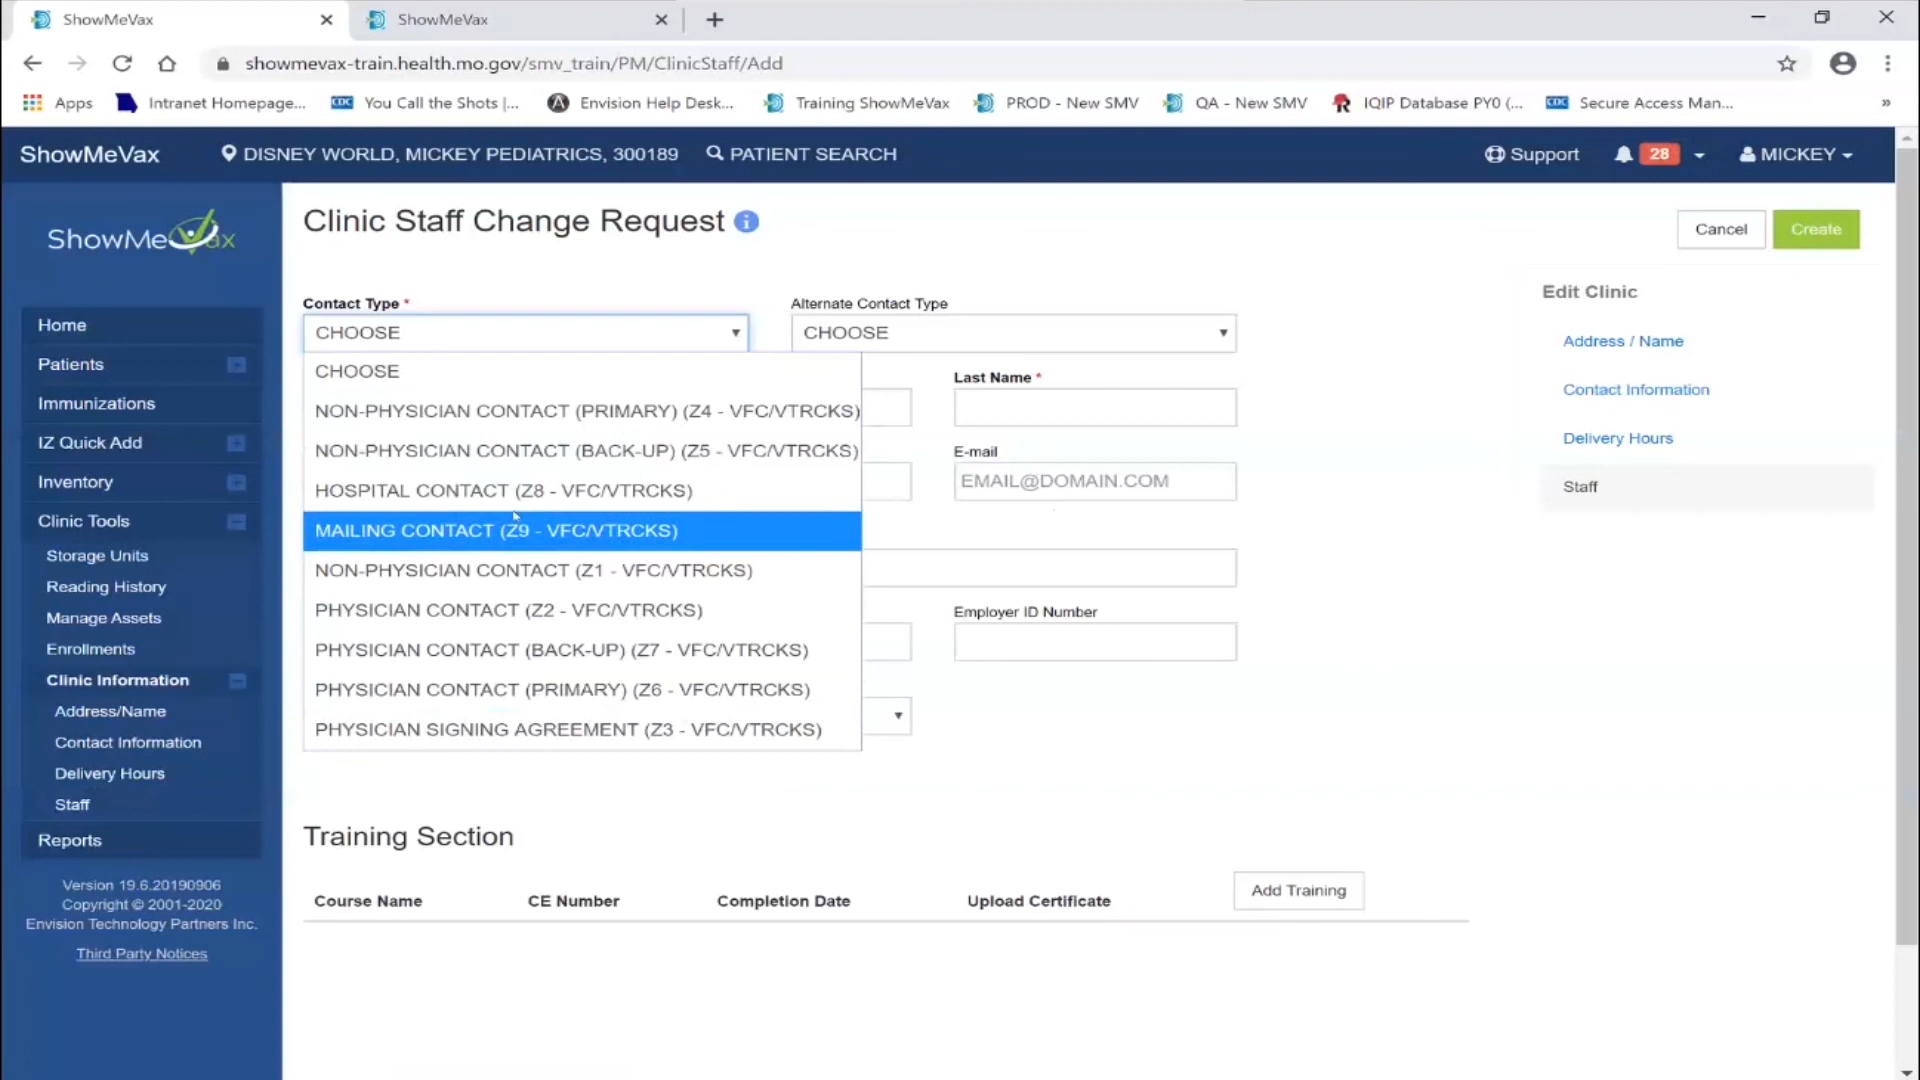 ShowMeVax
ShowMeVax
showmevax-train.health.mo.gov/smv_train/PM/ClinicStaff/Add
Apps
Intranet Homepage...
CDC
You Call the Shots |...
Envision Help Desk...
Training ShowMeVax
PROD - New SMV
QA - New SMV
IQIP Database PY0 (...
CDC
Secure Access Man...
»
ShowMeVax
DISNEY WORLD, MICKEY PEDIATRICS, 300189
PATIENT SEARCH
Support
28
MICKEY
ShowMeVax
Home
Patients
Immunizations
IZ Quick Add
Inventory
Clinic Tools
Storage Units
Reading History
Manage Assets
Enrollments
Clinic Information
Address/Name
Contact Information
Delivery Hours
Staff
Reports
Version 19.6.20190906
Copyright © 2001-2020
Envision Technology Partners Inc.
Third Party Notices
Clinic Staff Change Request
Cancel
Create
Contact Type *
CHOOSE
Alternate Contact Type
CHOOSE
CHOOSE
NON-PHYSICIAN CONTACT (PRIMARY) (Z4 - VFC/VTRCKS)
NON-PHYSICIAN CONTACT (BACK-UP) (Z5 - VFC/VTRCKS)
HOSPITAL CONTACT (Z8 - VFC/VTRCKS)
MAILING CONTACT (Z9 - VFC/VTRCKS)
NON-PHYSICIAN CONTACT (Z1 - VFC/VTRCKS)
PHYSICIAN CONTACT (Z2 - VFC/VTRCKS)
PHYSICIAN CONTACT (BACK-UP) (Z7 - VFC/VTRCKS)
PHYSICIAN CONTACT (PRIMARY) (Z6 - VFC/VTRCKS)
PHYSICIAN SIGNING AGREEMENT (Z3 - VFC/VTRCKS)
Last Name *
E-mail
EMAIL@DOMAIN.COM
Employer ID Number
Edit Clinic
Address / Name
Contact Information
Delivery Hours
Staff
Training Section
Course Name
CE Number
Completion Date
Upload Certificate
Add Training